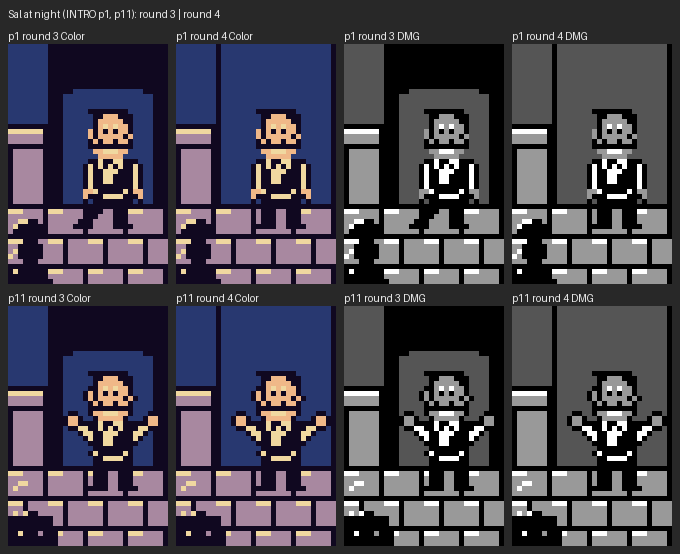 Sal at night (INTRO p1, p11): round 3 | round 4
p1 round 3 Color
p1 round 4 Color
p1 round 3 DMG
p1 round 4 DMG
p11 round 3 Color
p11 round 4 Color
p11 round 3 DMG
p11 round 4 DMG